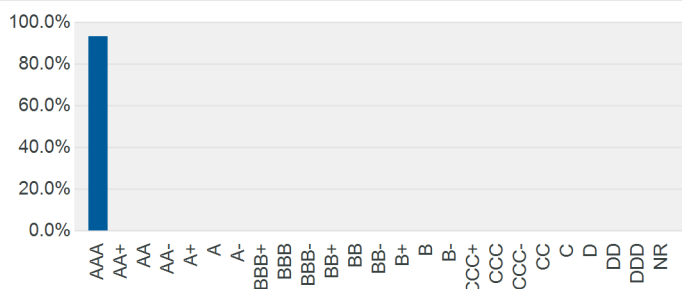 100.0%
80.0%
60.0%
40.0%
20.0%
0.0%
AAA
AA+
AA
AA-
A+
A
A-
BBB+
BBB
BBB-
BB+
BB
BB-
B+
B
B-
CCC+
CCC
CCC-
CC
C
D
DD
DDD
NR